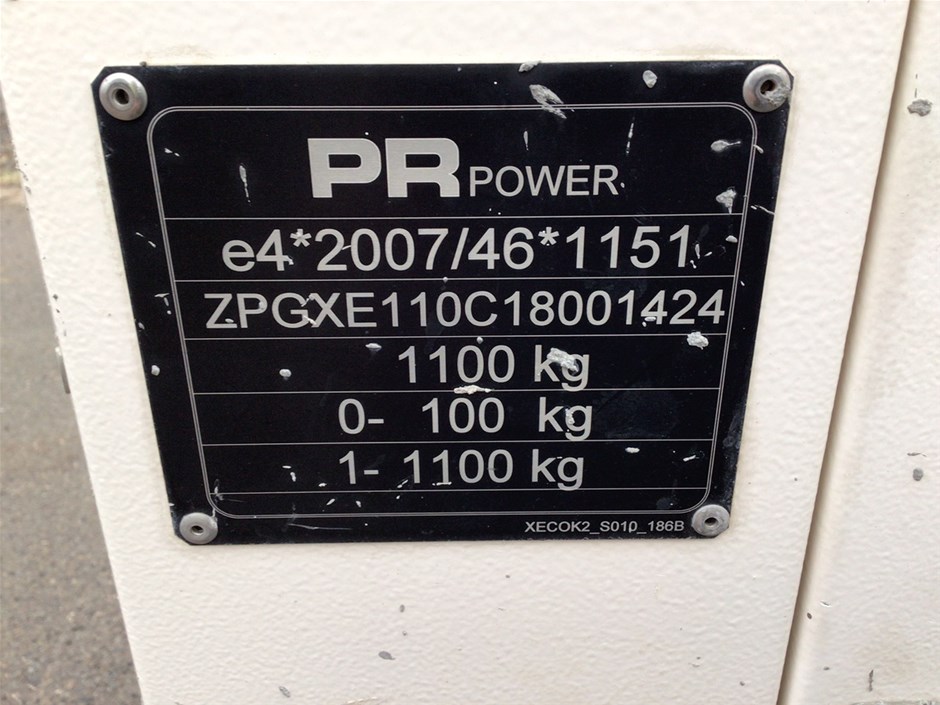 PR POWER
e4*2007/46*1151
ZPGXE110C18001424
1100 kg
0- 100 kg
1- 1100 kg
XECOK2_S010_186B